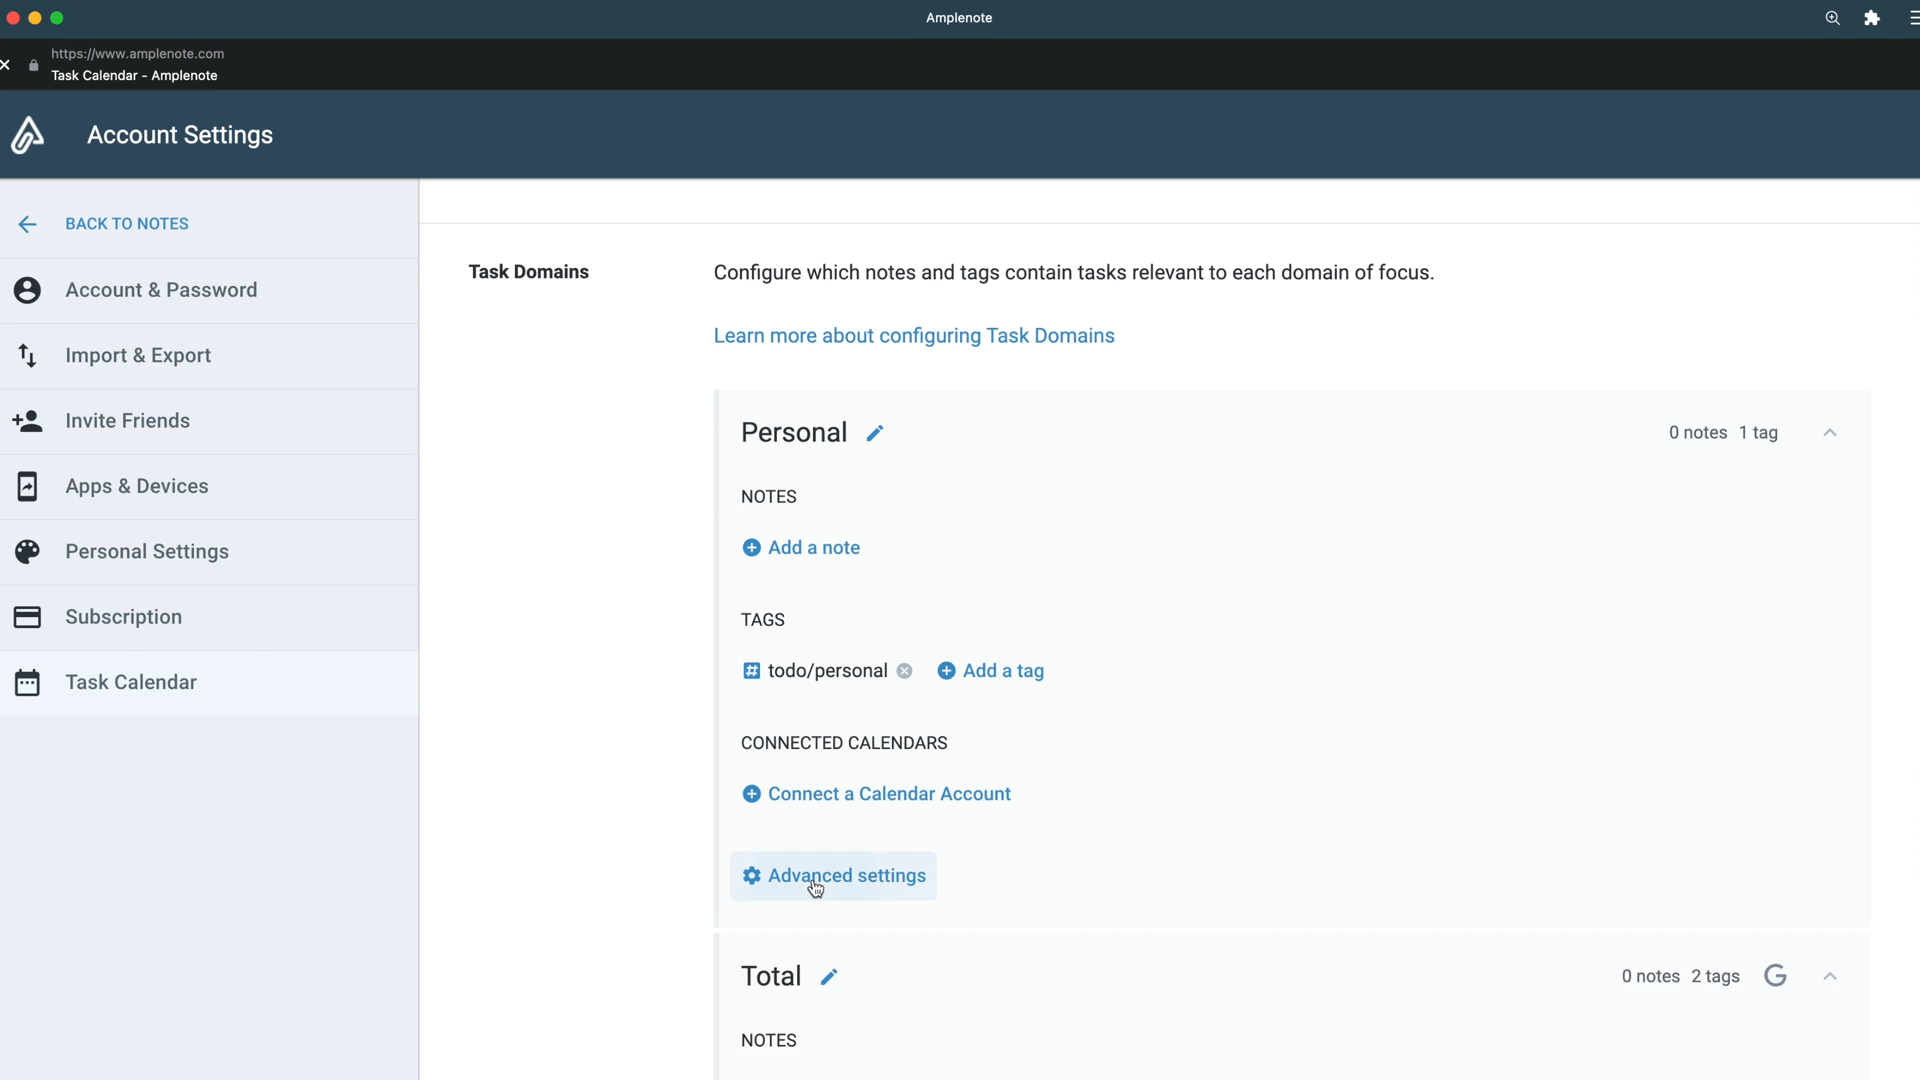 Amplenote
https://www.amplenote.com
Task Calendar - Amplenote
Account Settings
BACK TO NOTES
Account & Password
Import & Export
Invite Friends
Apps & Devices
Personal Settings
Subscription
Task Calendar
Task Domains
Configure which notes and tags contain tasks relevant to each domain of focus.
Learn more about configuring Task Domains
Personal
0 notes 1 tag
NOTES
Add a note
TAGS
todo/personal
Add a tag
CONNECTED CALENDARS
Connect a Calendar Account
Advanced settings
Total
0 notes 2 tags
NOTES